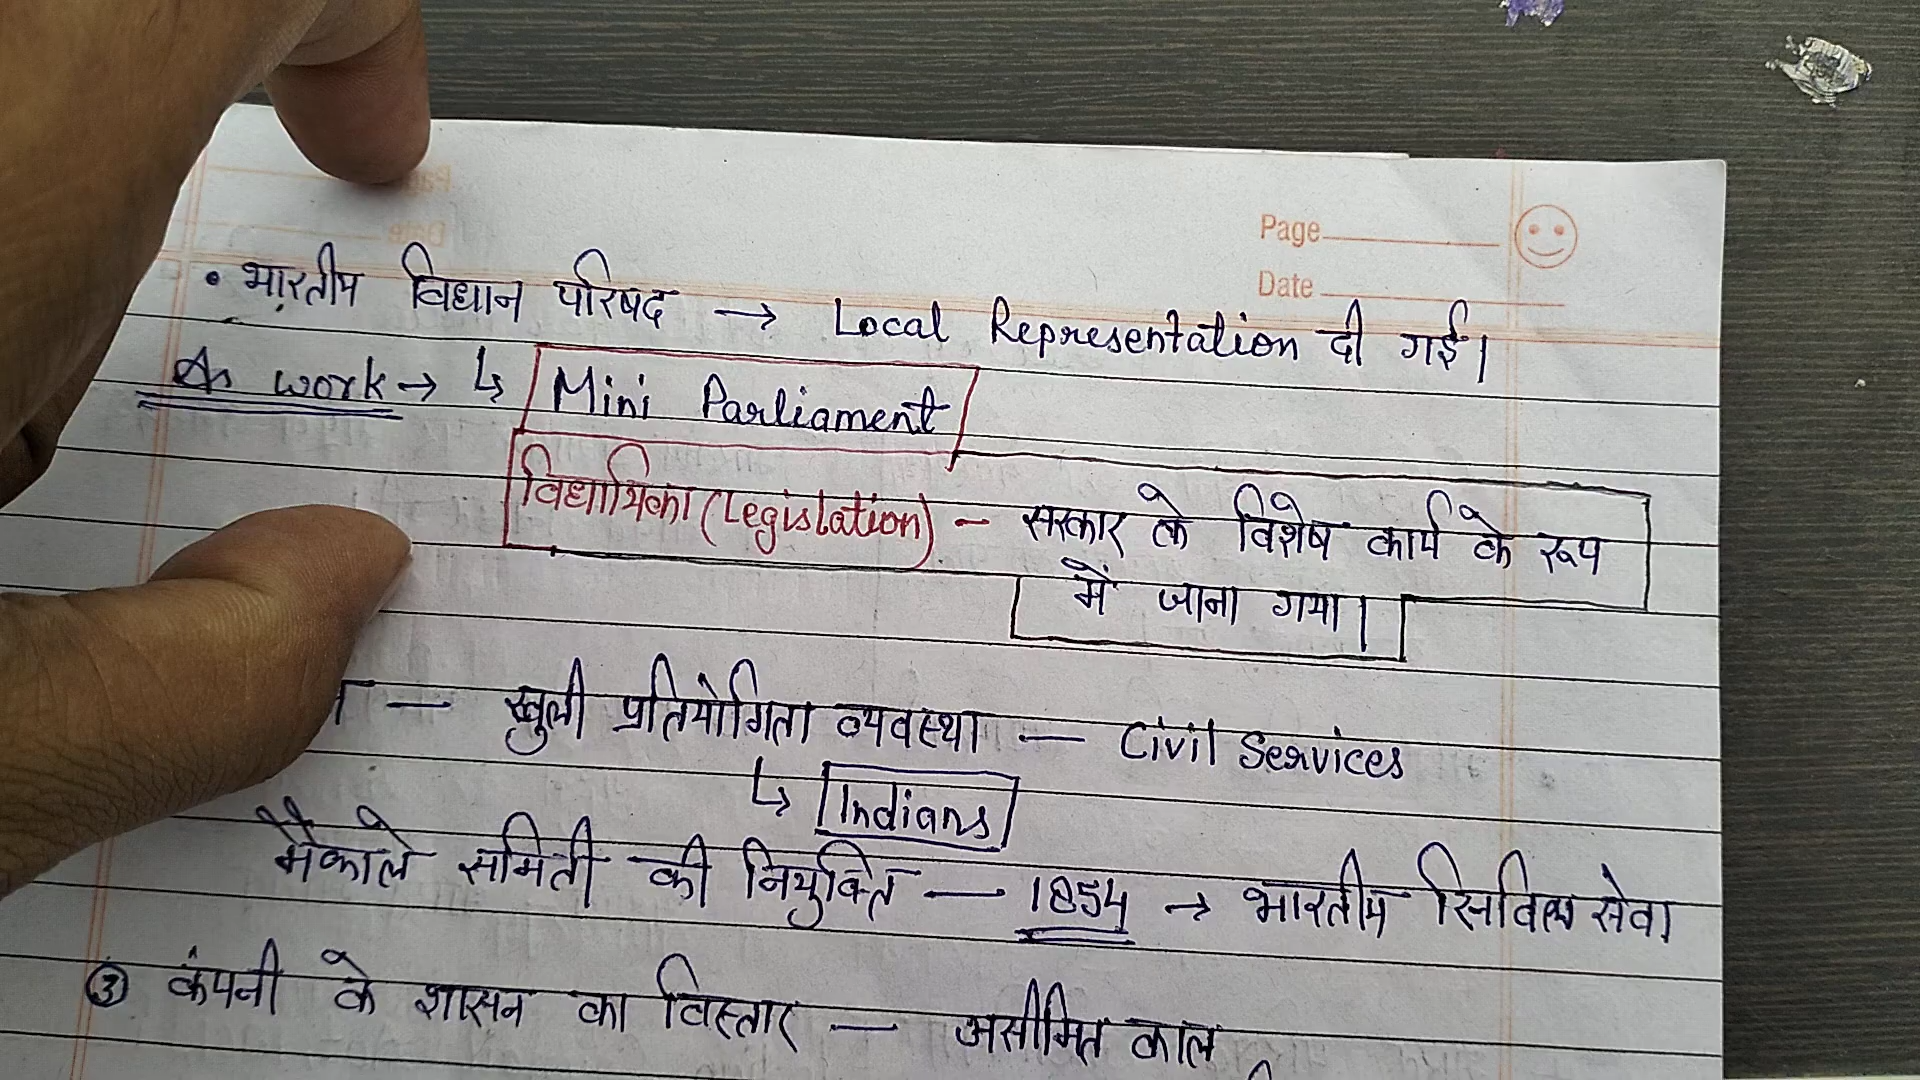 Page
Date
• भारतीय विधान परिषद → Local Representation दी गई।
As work → ↳ Mini Parliament
विधायिका (Legislation) - सरकार के विशेष कार्य के रूप
में जाना गया।
— खुली प्रतियोगिता व्यवस्था — Civil Services
↳ Indians
मैकाले समिती की नियुक्ति — 1854 → भारतीय सिविल सेवा
③ कंपनी के शासन का विस्तार — असीमित काल